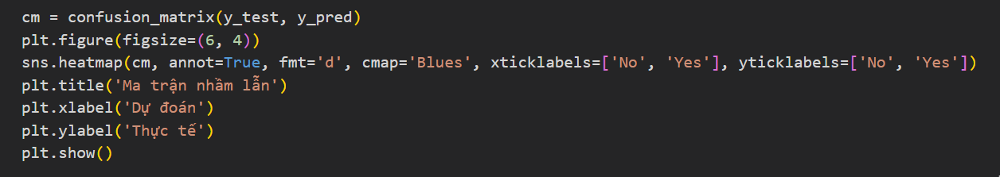 cm = confusion_matrix(y_test, y_pred)
plt.figure(figsize=(6, 4))
sns.heatmap(cm, annot=True, fmt='d', cmap='Blues', xticklabels=['No', 'Yes'], yticklabels=['No', 'Yes'])
plt.title('Ma trận nhầm lẫn')
plt.xlabel('Dự đoán')
plt.ylabel('Thực tế')
plt.show()